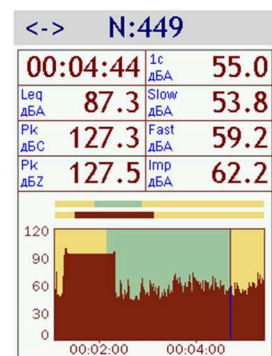 <-> N:449
00:04:44 1с дБА 55.0
Leq дБА 87.3 Slow дБА 53.8
Pk дБС 127.3 Fast дБА 59.2
Pk дБZ 127.5 Imp дБА 62.2
120
90
60
30
0
00:02:00 00:04:00